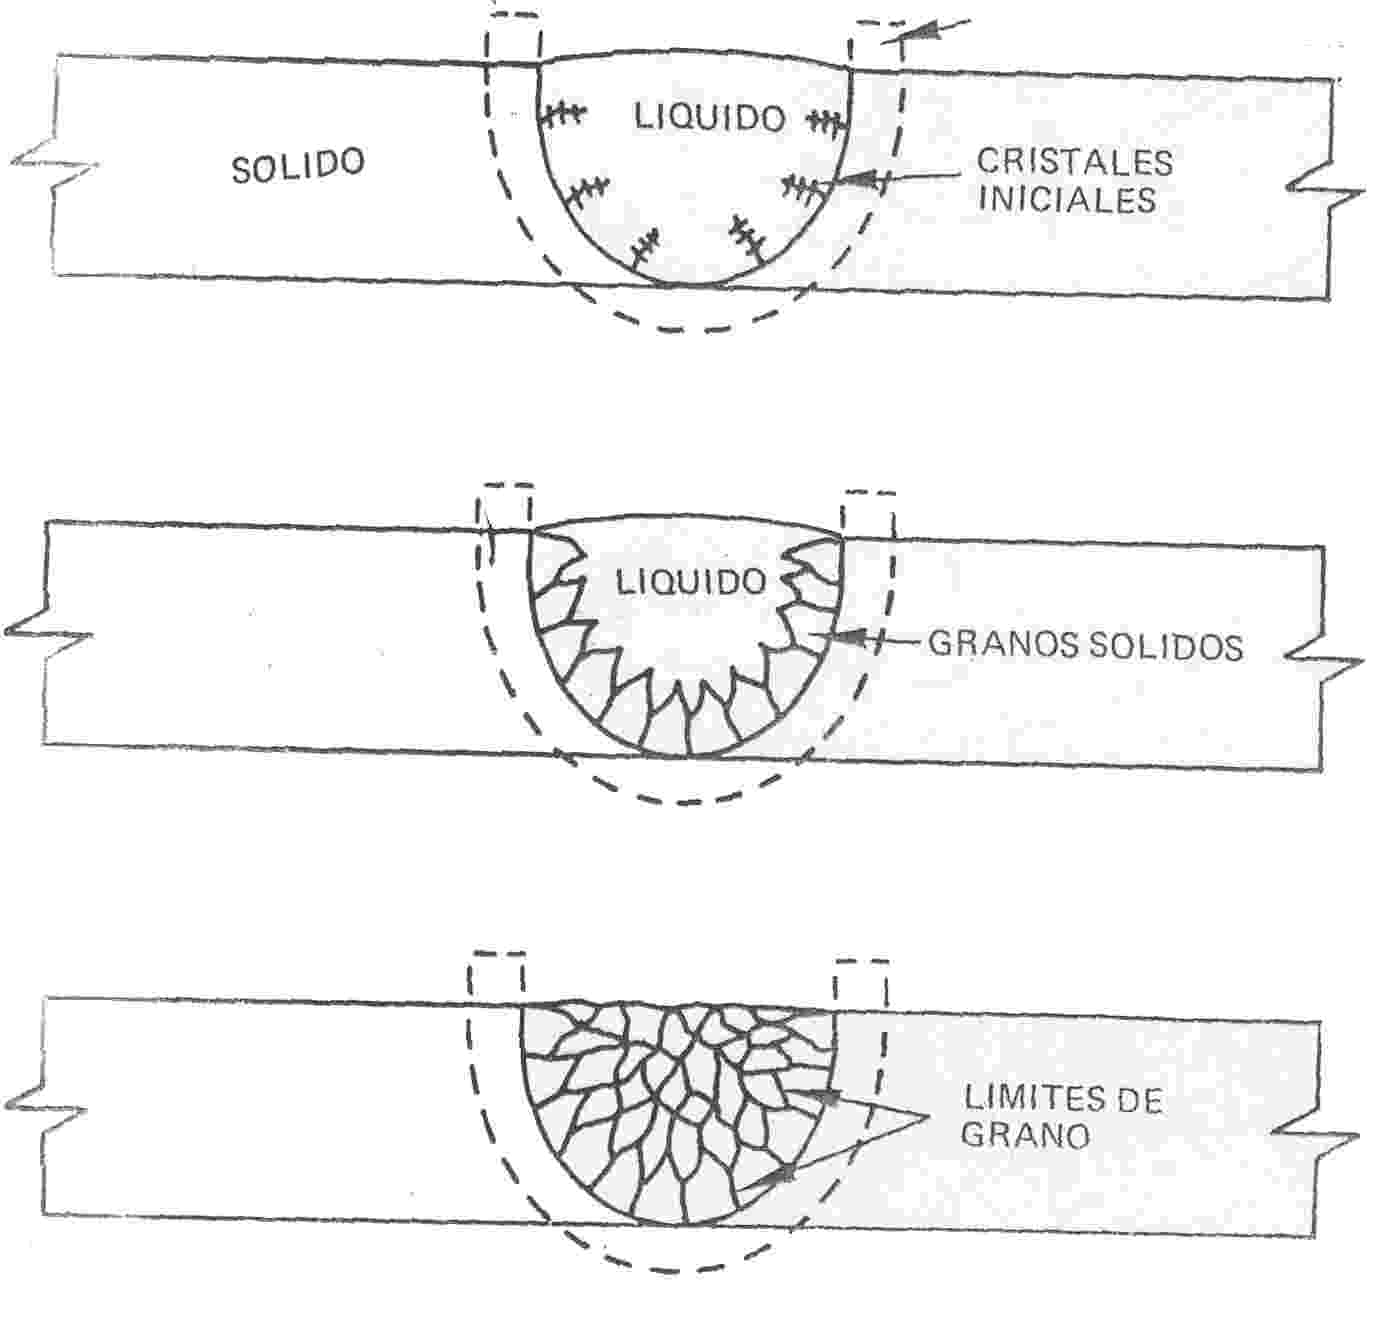 LIQUIDO
SOLIDO
CRISTALES
INICIALES
LIQUIDO
GRANOS SOLIDOS
LIMITES DE
GRANO